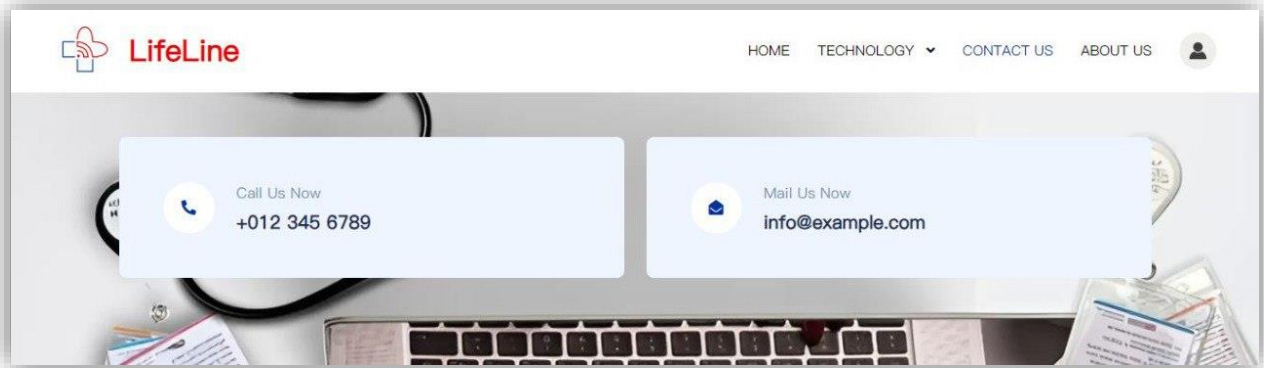 LifeLine
HOME TECHNOLOGY CONTACT US ABOUT US
Call Us Now
+012 345 6789
Mail Us Now
info@example.com